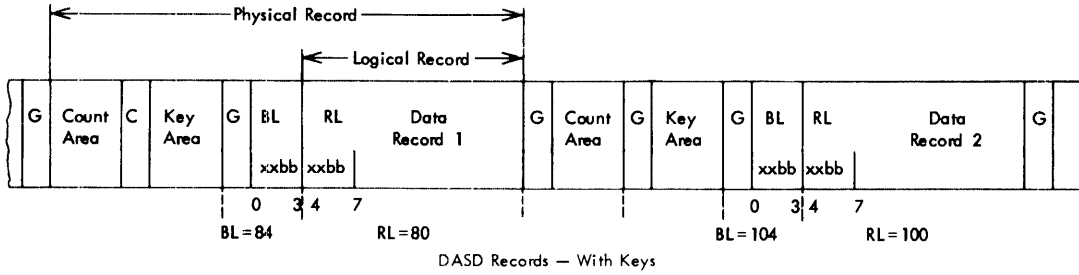 Physical Record
Logical Record
G Count Area C Key Area G BL RL Data Record 1 G Count Area G Key Area G BL RL Data Record 2 G
xxbb xxbb xxbb xxbb
0 3 4 7 0 3 4 7
BL=84 RL=80 BL=104 RL=100
DASD Records — With Keys